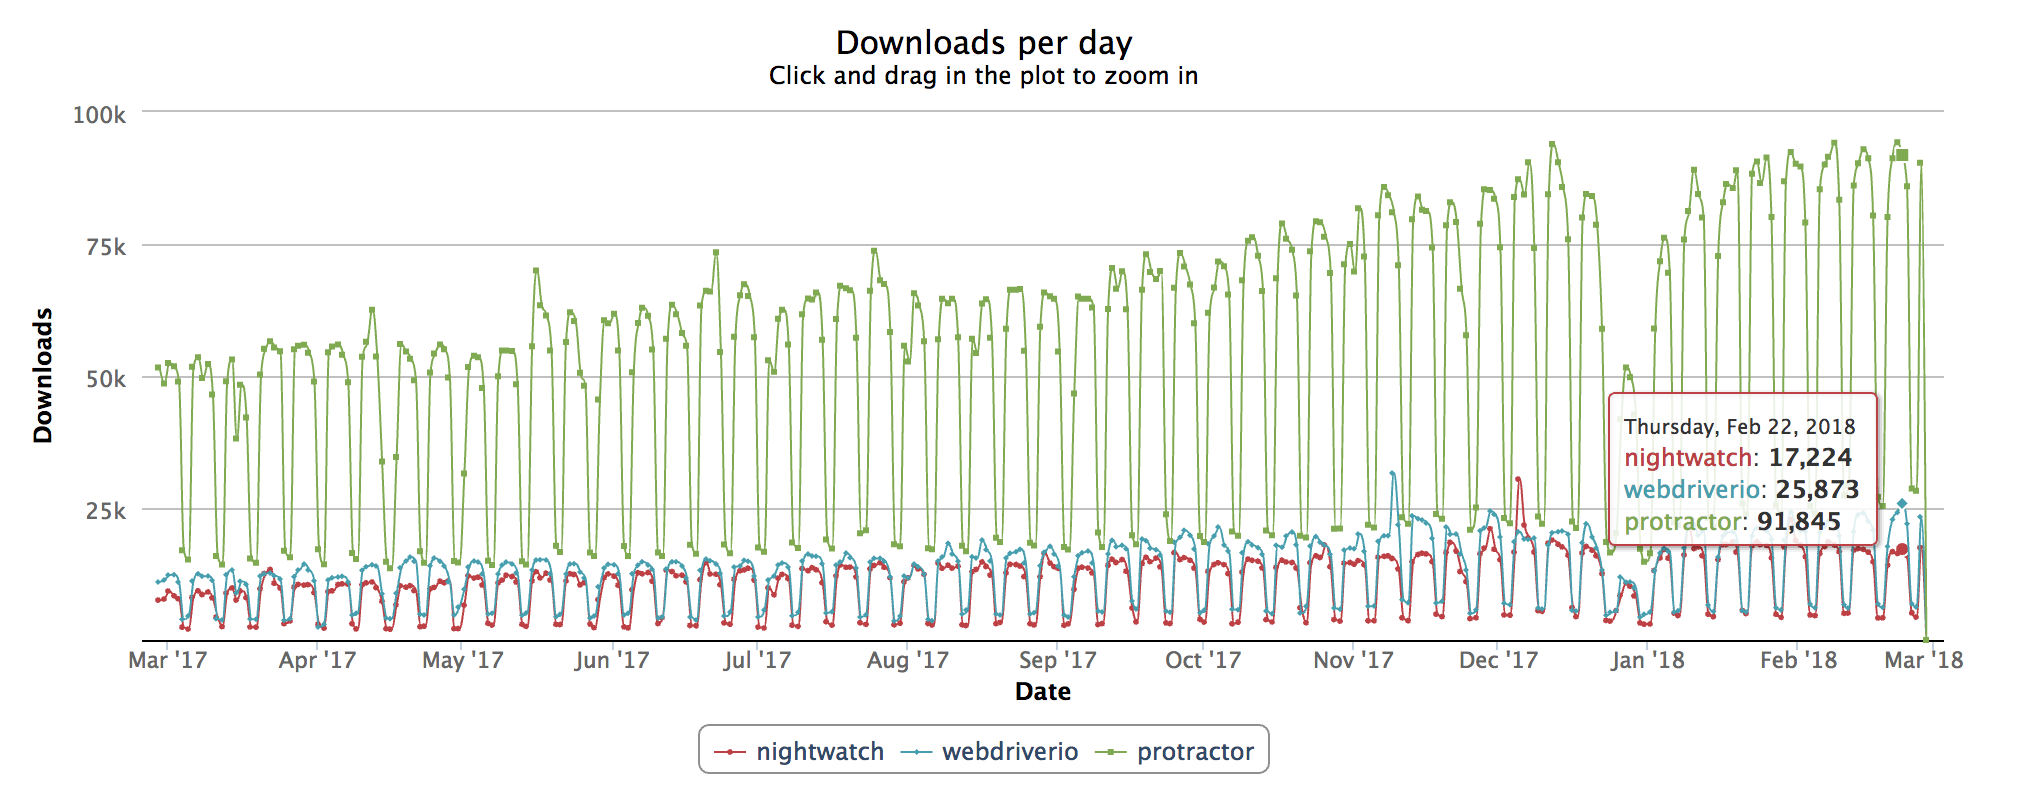 Downloads per day
Click and drag in the plot to zoom in
100k
75k
50k
25k
Downloads
Thursday, Feb 22, 2018
nightwatch: 17,224
webdriverio: 25,873
protractor: 91,845
Mar '17 Apr '17 May '17 Jun '17 Jul '17 Aug '17 Sep '17 Oct '17 Nov '17 Dec '17 Jan '18 Feb '18 Mar '18
Date
nightwatch webdriverio protractor